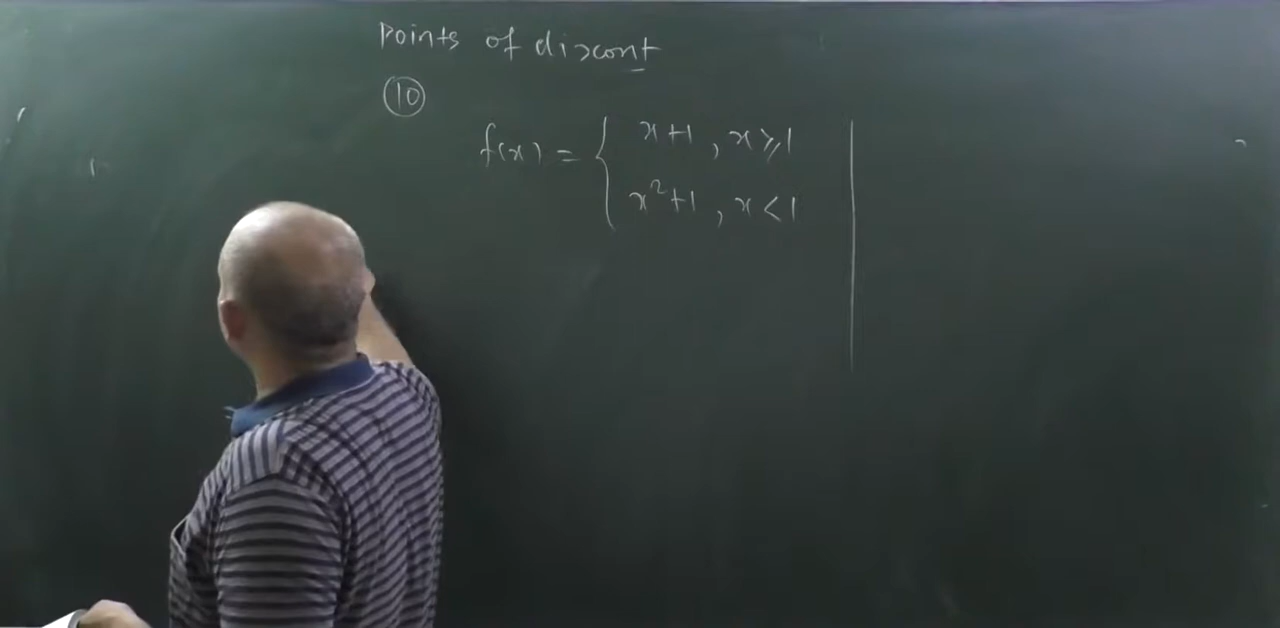 points of discont
10
f(x) = { x+1 , x ≥ 1
x²+1 , x < 1